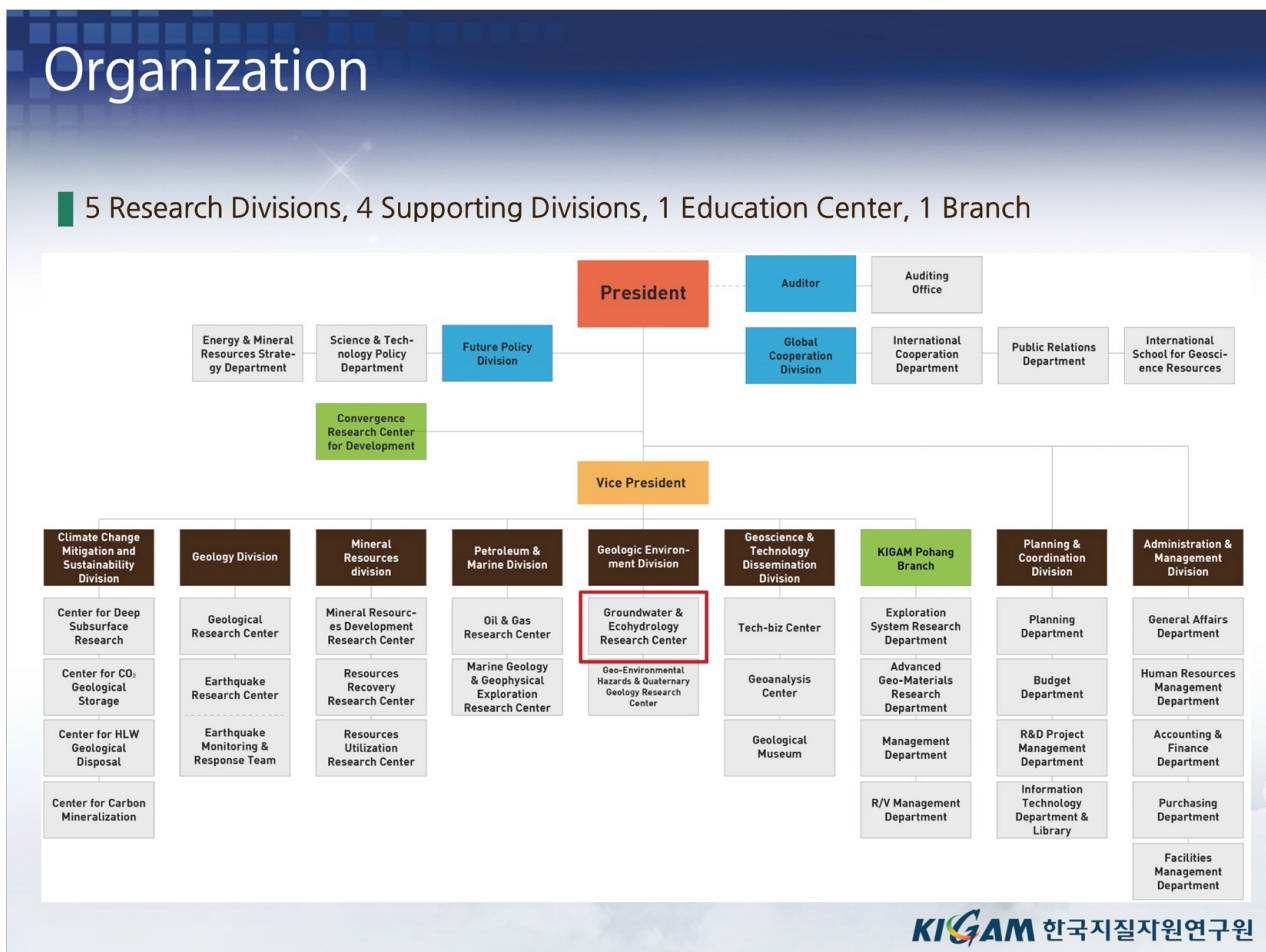 Organization
5 Research Divisions, 4 Supporting Divisions, 1 Education Center, 1 Branch
President
Auditor
Auditing
Office
Energy & Mineral
Resources Strate-
gy Department
Science & Tech-
nology Policy
Department
Future Policy
Division
Global
Cooperation
Division
International
Cooperation
Department
Public Relations
Department
International
School for Geosci-
ence Resources
Convergence
Research Center
for Development
Vice President
Climate Change
Mitigation and
Sustainability
Division
Geology Division
Mineral
Resources
division
Petroleum &
Marine Division
Geologic Environ-
ment Division
Geoscience &
Technology
Dissemination
Division
KIGAM Pohang
Branch
Planning &
Coordination
Division
Administration &
Management
Division
Center for Deep
Subsurface
Research
Geological
Research Center
Mineral Resourc-
es Development
Research Center
Oil & Gas
Research Center
Groundwater &
Ecohydrology
Research Center
Tech-biz Center
Exploration
System Research
Department
Planning
Department
General Affairs
Department
Center for CO₂
Geological
Storage
Earthquake
Research Center
Resources
Recovery
Research Center
Marine Geology
& Geophysical
Exploration
Research Center
Geo-Environmental
Hazards & Quaternary
Geology Research
Center
Geoanalysis
Center
Advanced
Geo-Materials
Research
Department
Budget
Department
Human Resources
Management
Department
Center for HLW
Geological
Disposal
Earthquake
Monitoring &
Response Team
Resources
Utilization
Research Center
Geological
Museum
Management
Department
R&D Project
Management
Department
Accounting &
Finance
Department
Center for Carbon
Mineralization
R/V Management
Department
Information
Technology
Department &
Library
Purchasing
Department
Facilities
Management
Department
KIGAM 한국지질자원연구원